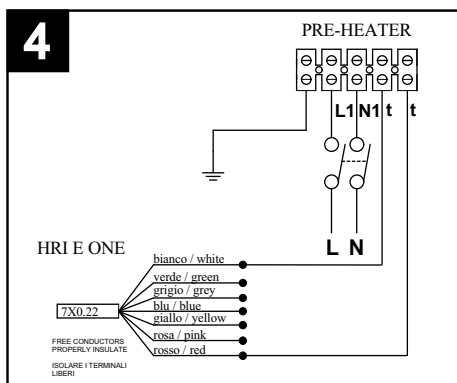 4
PRE-HEATER
L1 N1 t t
L N
HRI E ONE
bianco / white
verde / green
grigio / grey
7X0.22
blu / blue
giallo / yellow
rosa / pink
rosso / red
FREE CONDUCTORS
PROPERLY INSULATE
ISOLARE I TERMINALI
LIBERI